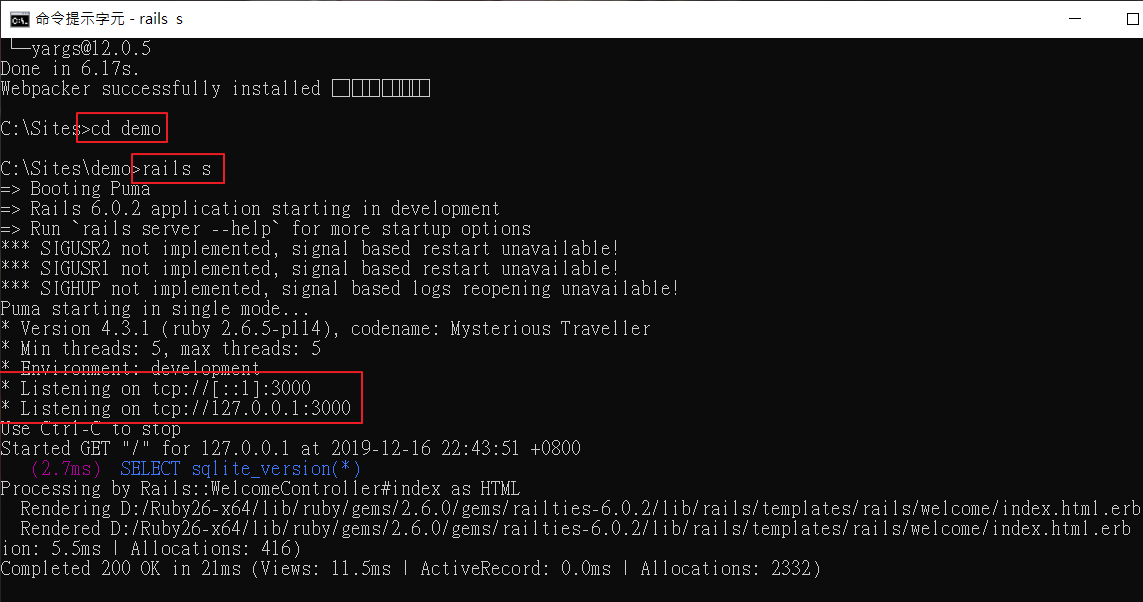 命令提示字元 - rails s
└─yargs@12.0.5
Done in 6.17s.
Webpacker successfully installed
C:\Sites>cd demo
C:\Sites\demo>rails s
=> Booting Puma
=> Rails 6.0.2 application starting in development
=> Run `rails server --help` for more startup options
*** SIGUSR2 not implemented, signal based restart unavailable!
*** SIGUSR1 not implemented, signal based restart unavailable!
*** SIGHUP not implemented, signal based logs reopening unavailable!
Puma starting in single mode...
* Version 4.3.1 (ruby 2.6.5-p114), codename: Mysterious Traveller
* Min threads: 5, max threads: 5
* Environment: development
* Listening on tcp://[::1]:3000
* Listening on tcp://127.0.0.1:3000
Use Ctrl-C to stop
Started GET "/" for 127.0.0.1 at 2019-12-16 22:43:51 +0800
(2.7ms) SELECT sqlite_version(*)
Processing by Rails::WelcomeController#index as HTML
Rendering D:/Ruby26-x64/lib/ruby/gems/2.6.0/gems/railties-6.0.2/lib/rails/templates/rails/welcome/index.html.erb
Rendered D:/Ruby26-x64/lib/ruby/gems/2.6.0/gems/railties-6.0.2/lib/rails/templates/rails/welcome/index.html.erb
ion: 5.5ms | Allocations: 416)
Completed 200 OK in 21ms (Views: 11.5ms | ActiveRecord: 0.0ms | Allocations: 2332)